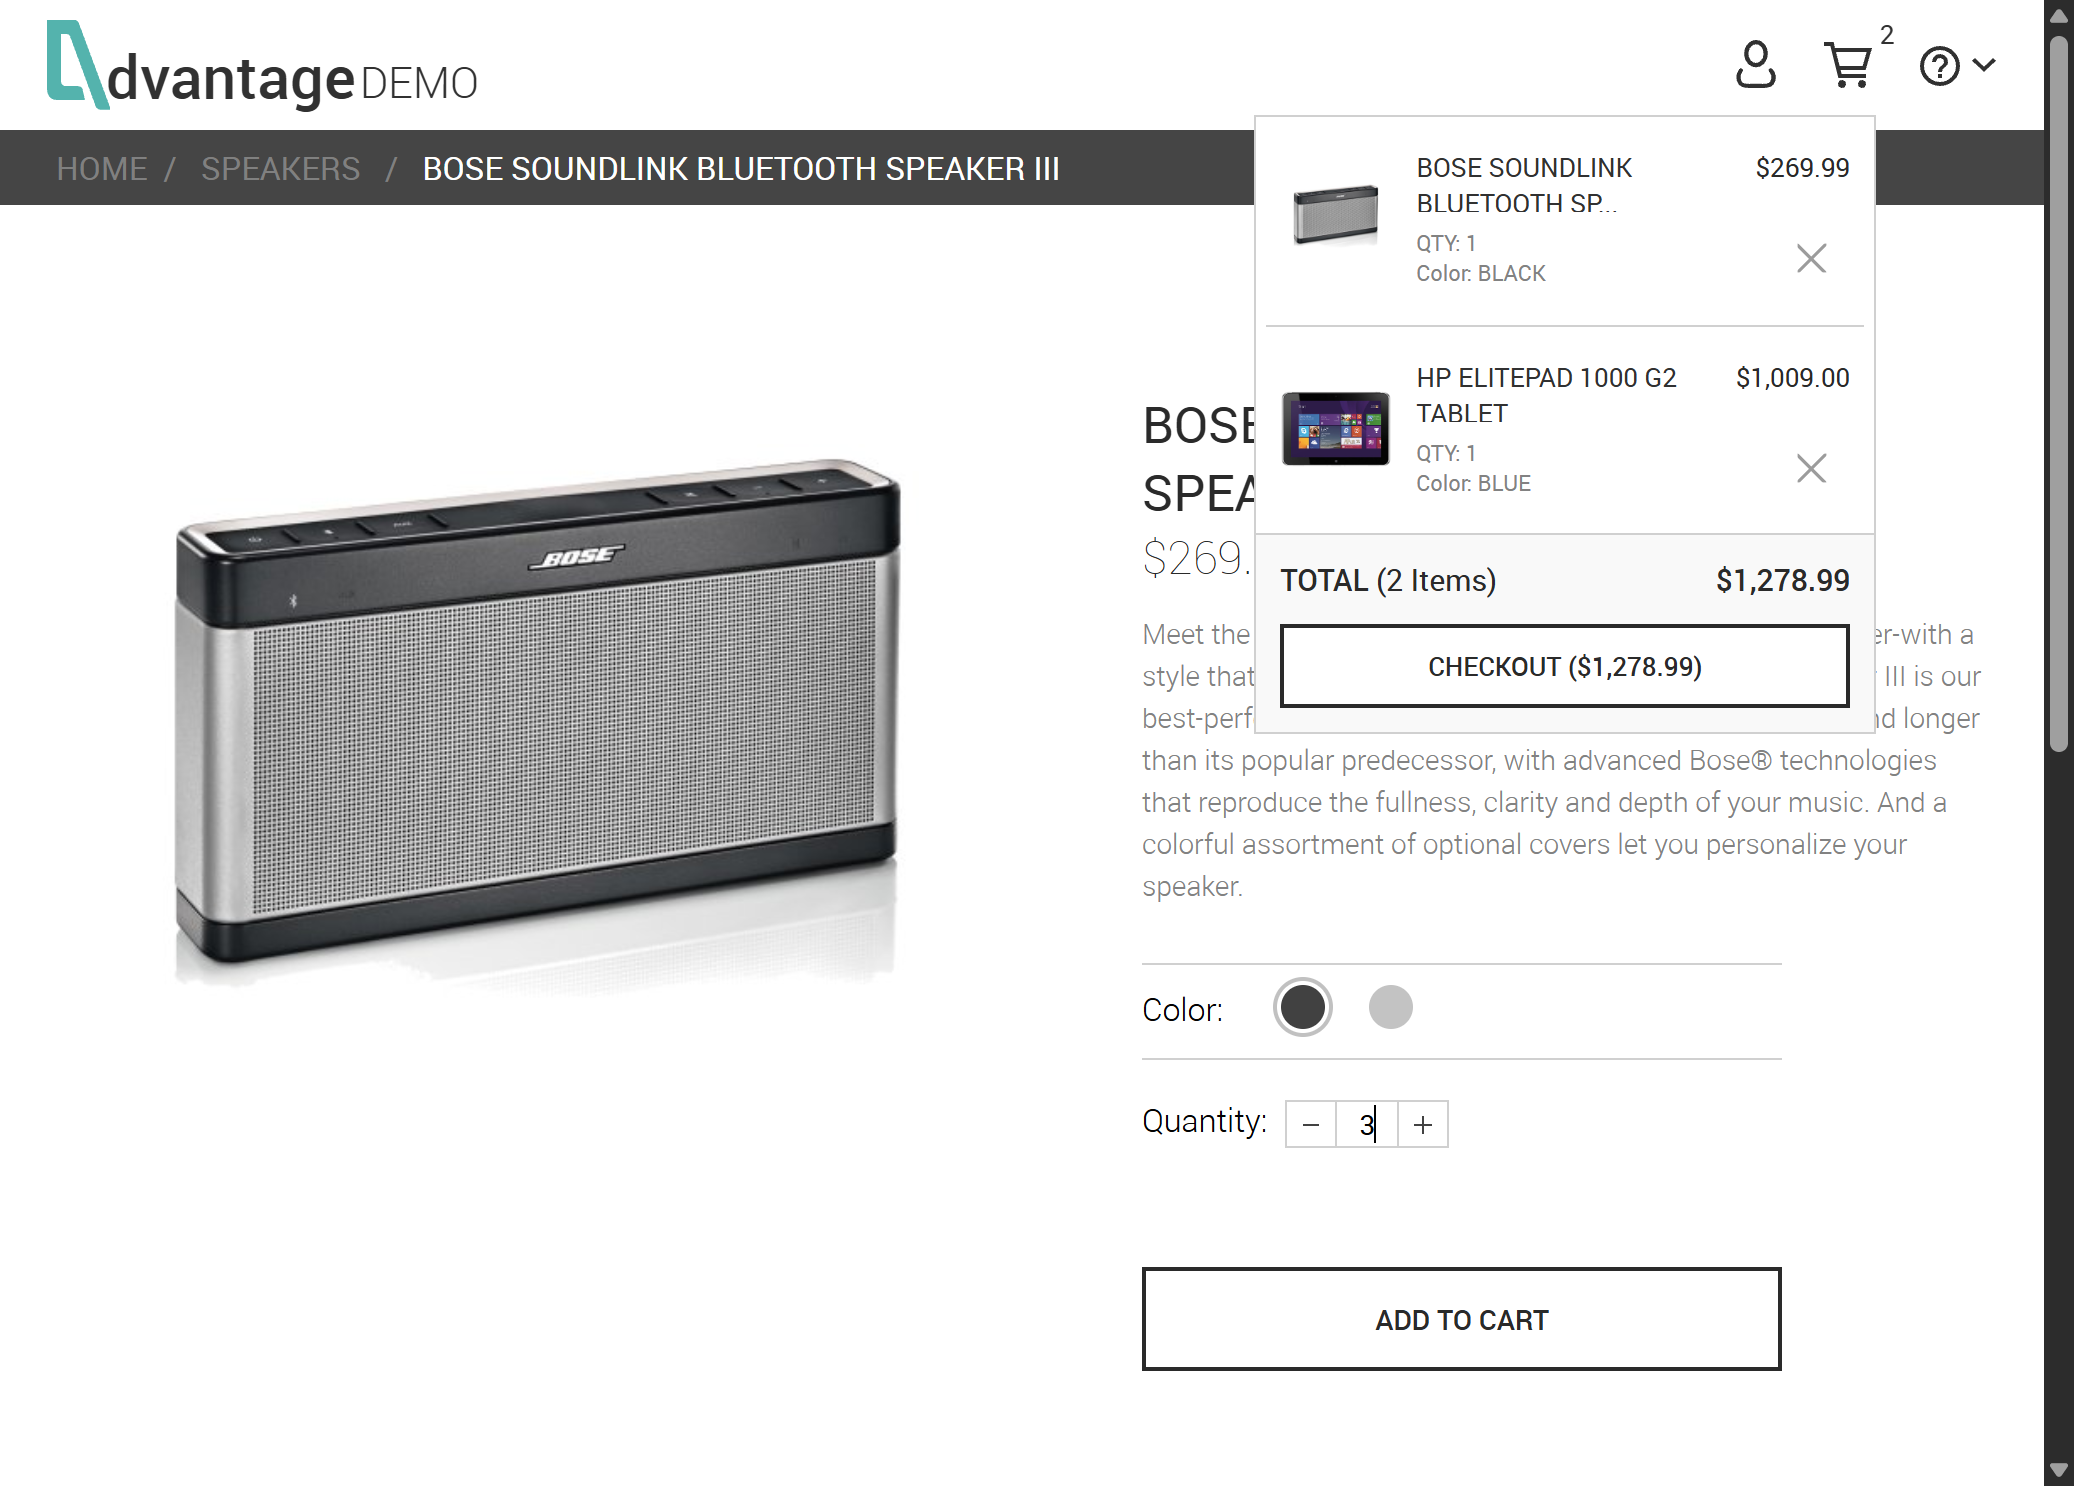 dvantage DEMO
2
HOME / SPEAKERS / BOSE SOUNDLINK BLUETOOTH SPEAKER III
BOSE SOUNDLINK $269.99
BLUETOOTH SP...
QTY: 1
Color: BLACK
HP ELITEPAD 1000 G2 $1,009.00
TABLET
QTY: 1
Color: BLUE
TOTAL (2 Items) $1,278.99
CHECKOUT ($1,278.99)
BOSE
BOSE
SPEA
$269.
Meet the er-with a
style that III is our
best-perf nd longer
than its popular predecessor, with advanced Bose® technologies
that reproduce the fullness, clarity and depth of your music. And a
colorful assortment of optional covers let you personalize your
speaker.
Color:
Quantity: − 3 +
ADD TO CART